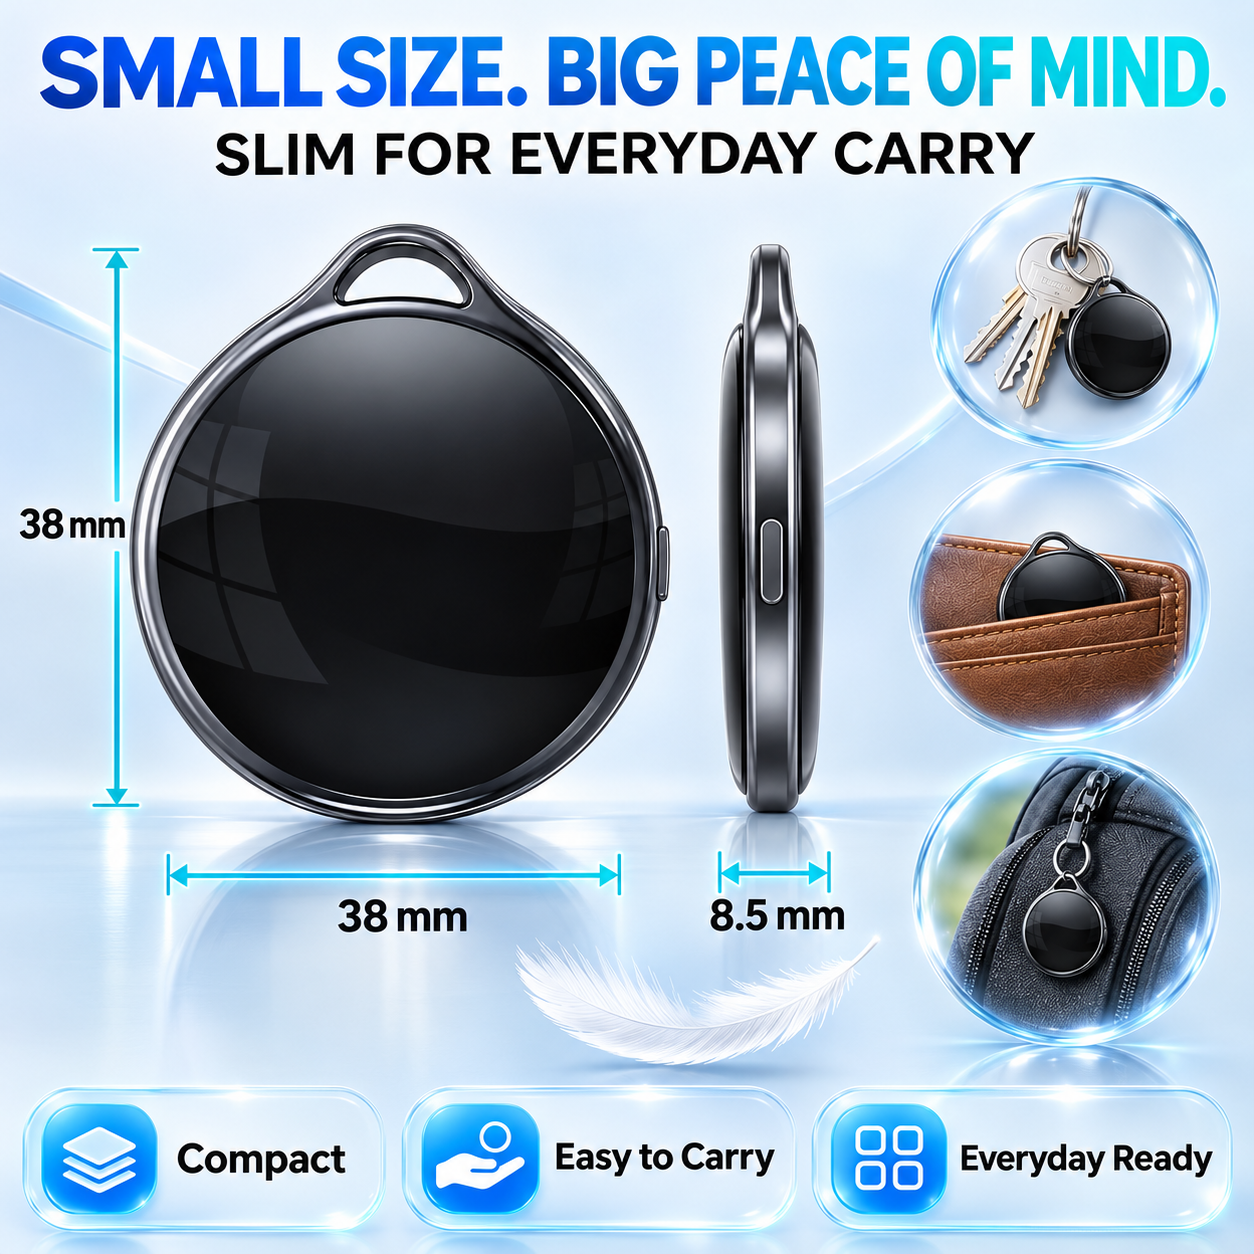 SMALL SIZE. BIG PEACE OF MIND.
SLIM FOR EVERYDAY CARRY
38 mm
38 mm
8.5 mm
Compact
Easy to Carry
Everyday Ready